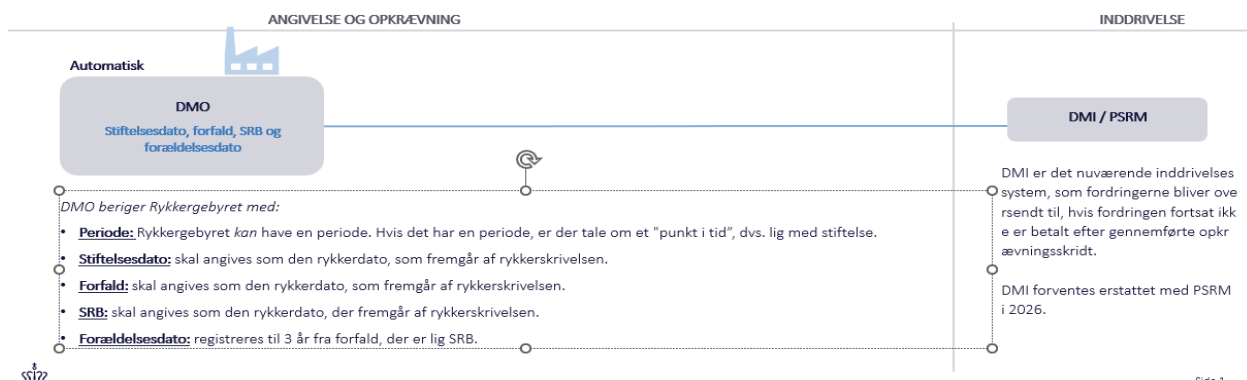 ANGIVELSE OG OPKRÆVNING
INDDRIVELSE
Automatisk
DMO
Stiftelsesdato, forfald, SRB og
forældelsesdato
DMI / PSRM
DMO beriger Rykkergebyret med:
• Periode: Rykkergebyret kan have en periode. Hvis det har en periode, er der tale om et "punkt i tid”, dvs. lig med stiftelse.
• Stiftelsesdato: skal angives som den rykkerdato, som fremgår af rykkerskrivelsen.
• Forfald: skal angives som den rykkerdato, som fremgår af rykkerskrivelsen.
• SRB: skal angives som den rykkerdato, der fremgår af rykkerskrivelsen.
• Forældelsesdato: registreres til 3 år fra forfald, der er lig SRB.
DMI er det nuværende inddrivelses
system, som fordringerne bliver ove
rsendt til, hvis fordringen fortsat ikk
e er betalt efter gennemførte opkr
ævningsskridt.
DMI forventes erstattet med PSRM
i 2026.
Side 1